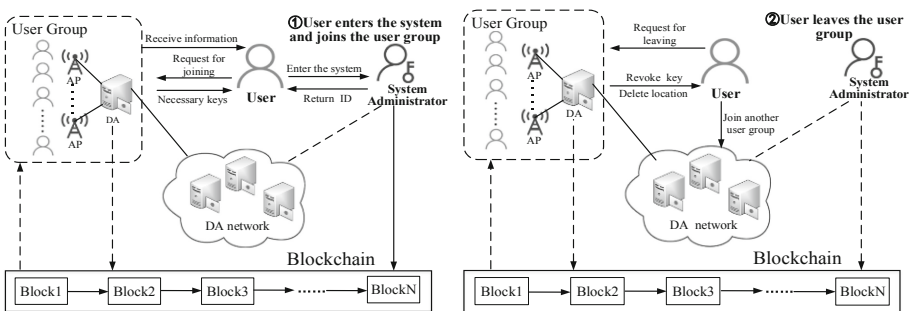 ①User enters the system
and joins the user group
User Group
Receive information
Request for
joining
Enter the system
AP
User
System
Administrator
Necessary keys
Return ID
DA
AP
DA network
Blockchain
Block1
Block2
Block3
......
BlockN
②User leaves the user
group
User Group
Request for
leaving
AP
Revoke key
User
System
Administrator
Delete location
DA
AP
Join another
user group
DA network
Blockchain
Block1
Block2
Block3
......
BlockN